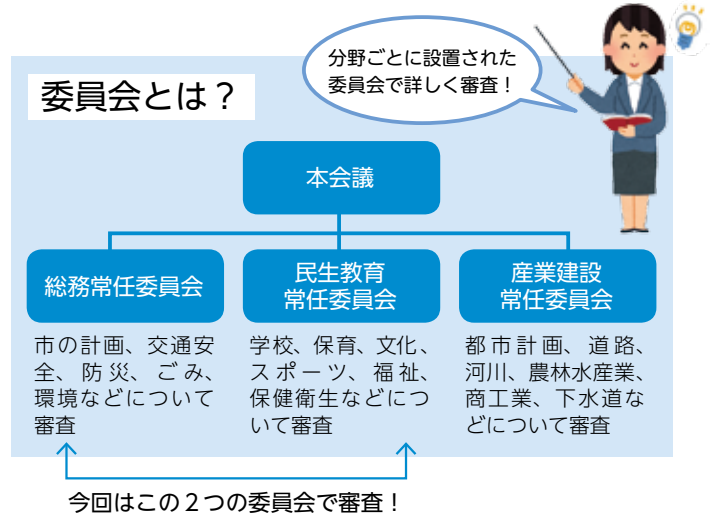 分野ごとに設置された
委員会で詳しく審査！
委員会とは？
本会議
総務常任委員会
市の計画、交通安
全、防災、ごみ、
環境などについて
審査
民生教育
常任委員会
学校、保育、文化、
スポーツ、福祉、
保健衛生などにつ
いて審査
産業建設
常任委員会
都市計画、道路、
河川、農林水産業、
商工業、下水道な
どについて審査
今回はこの２つの委員会で審査！